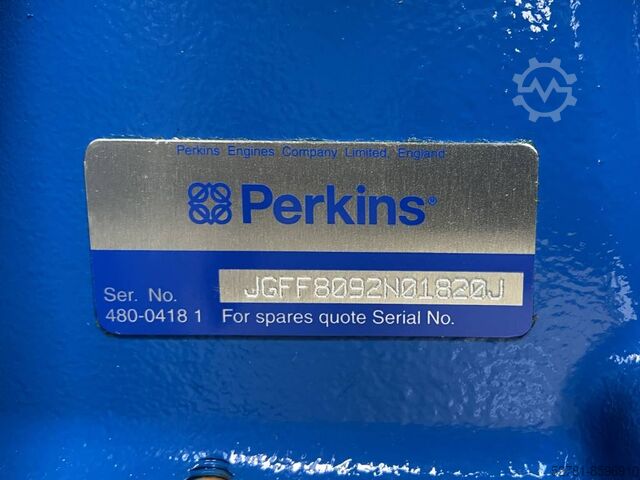 Perkins Engines Company Limited, England
Perkins®
Ser. No. JGFF8092N01820J
480-0418 1 For spares quote Serial No.